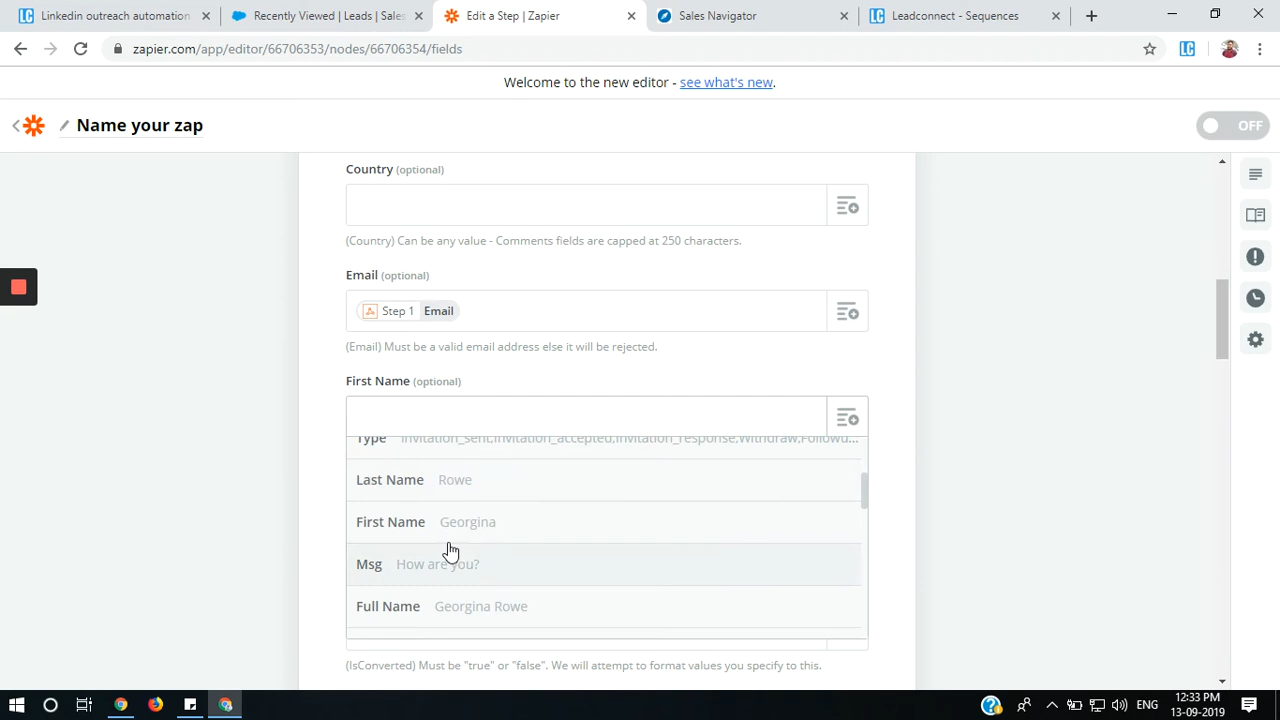 Linkedin outreach automation
Recently Viewed | Leads | Sales
Edit a Step | Zapier
Sales Navigator
Leadconnect - Sequences
zapier.com/app/editor/66706353/nodes/66706354/fields
Welcome to the new editor - see what's new.
Name your zap
OFF
Country (optional)
(Country) Can be any value - Comments fields are capped at 250 characters.
Email (optional)
Step 1 Email
(Email) Must be a valid email address else it will be rejected.
First Name (optional)
Type Invitation_sent,Invitation_accepted,Invitation_response,Withdraw,Followu...
Last Name Rowe
First Name Georgina
Msg How are you?
Full Name Georgina Rowe
(IsConverted) Must be "true" or "false". We will attempt to format values you specify to this.
ENG
12:33 PM
13-09-2019